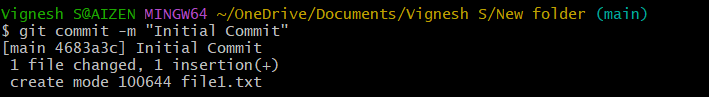 Vignesh S@AIZEN MINGW64 ~/OneDrive/Documents/Vignesh S/New folder (main)
$ git commit -m "Initial Commit"
[main 4683a3c] Initial Commit
 1 file changed, 1 insertion(+)
 create mode 100644 file1.txt